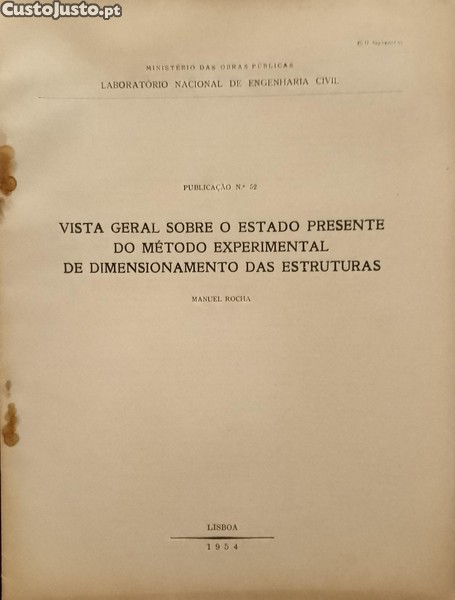 CustoJusto.pt
MINISTÉRIO DAS OBRAS PÚBLICAS
LABORATÓRIO NACIONAL DE ENGENHARIA CIVIL
PUBLICAÇÃO N.º 52
VISTA GERAL SOBRE O ESTADO PRESENTE
DO MÉTODO EXPERIMENTAL
DE DIMENSIONAMENTO DAS ESTRUTURAS
MANUEL ROCHA
LISBOA
1954